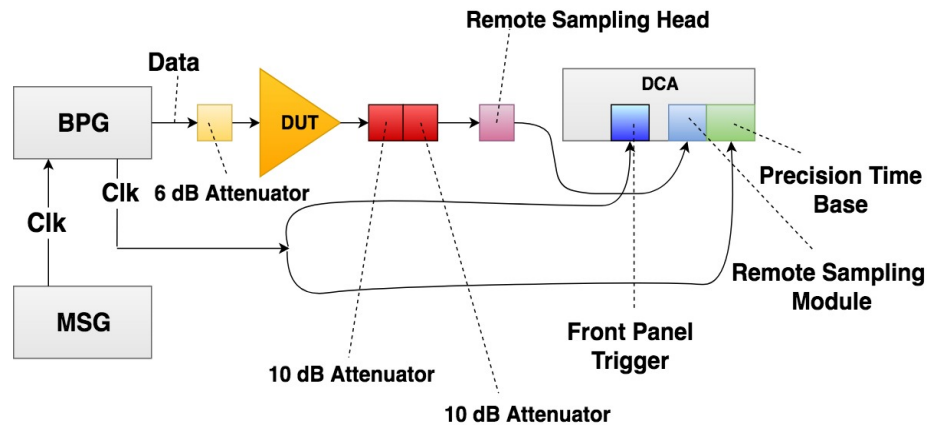 Remote Sampling Head
Data
DCA
BPG
DUT
Clk
6 dB Attenuator
Precision Time
Base
Clk
Remote Sampling
Module
MSG
Front Panel
Trigger
10 dB Attenuator
10 dB Attenuator